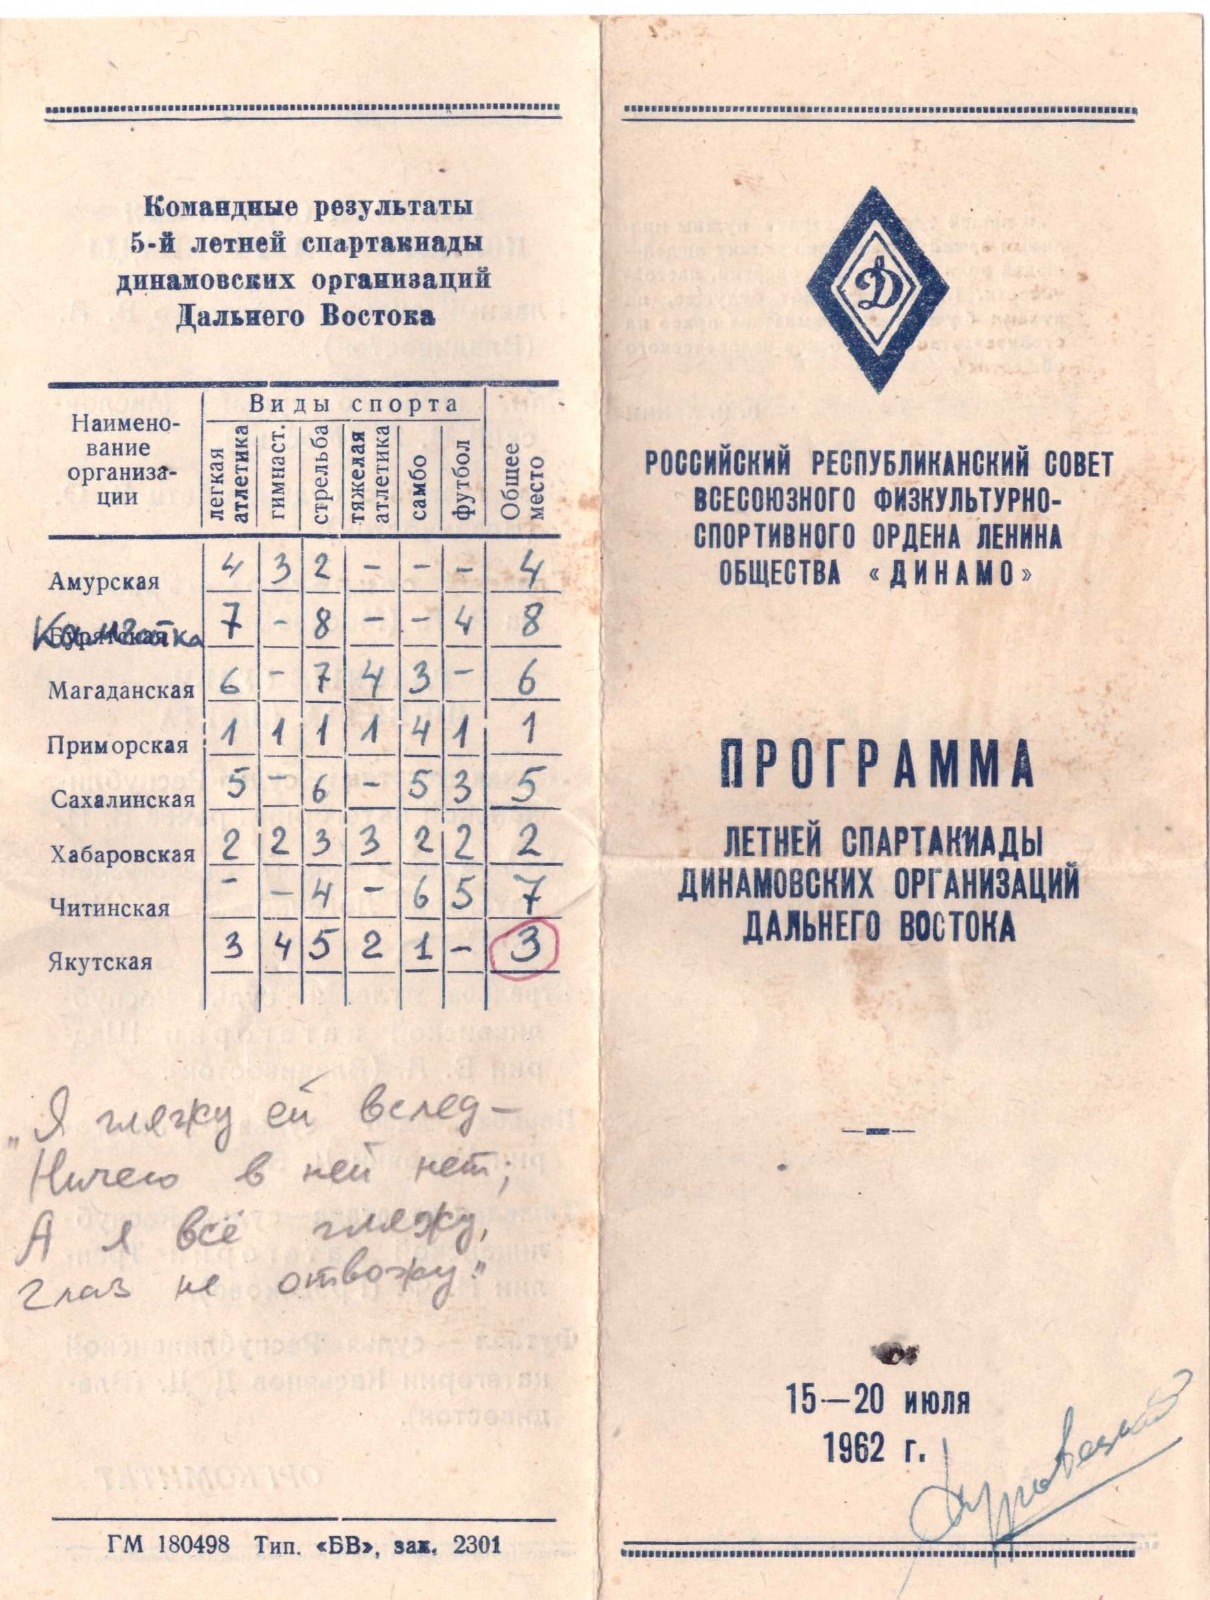 Командные результаты
5-й летней спартакиады
динамовских организаций
Дальнего Востока
Наимено-
вание
организа-
ции
Виды спорта
легкая атлетика
гимнаст.
стрельба
тяжелая атлетика
самбо
футбол
Общее место
Амурская 4 3 2 – – – 4
Камчатка 7 – 8 – – 4 8
Магаданская 6 – 7 4 3 – 6
Приморская 1 1 1 1 4 1 1
Сахалинская 5 – 6 – 5 3 5
Хабаровская 2 2 3 3 2 2 2
Читинская – – 4 – 6 5 7
Якутская 3 4 5 2 1 – 3
„Я гляжу ей вслед –
Ничего в ней нет;
А я всё гляжу,
глаз не отвожу."
ГМ 180498 Тип. «БВ», зак. 2301
Д
РОССИЙСКИЙ РЕСПУБЛИКАНСКИЙ СОВЕТ
ВСЕСОЮЗНОГО ФИЗКУЛЬТУРНО-
СПОРТИВНОГО ОРДЕНА ЛЕНИНА
ОБЩЕСТВА «ДИНАМО»
ПРОГРАММА
ЛЕТНЕЙ СПАРТАКИАДЫ
ДИНАМОВСКИХ ОРГАНИЗАЦИЙ
ДАЛЬНЕГО ВОСТОКА
15—20 июля
1962 г.